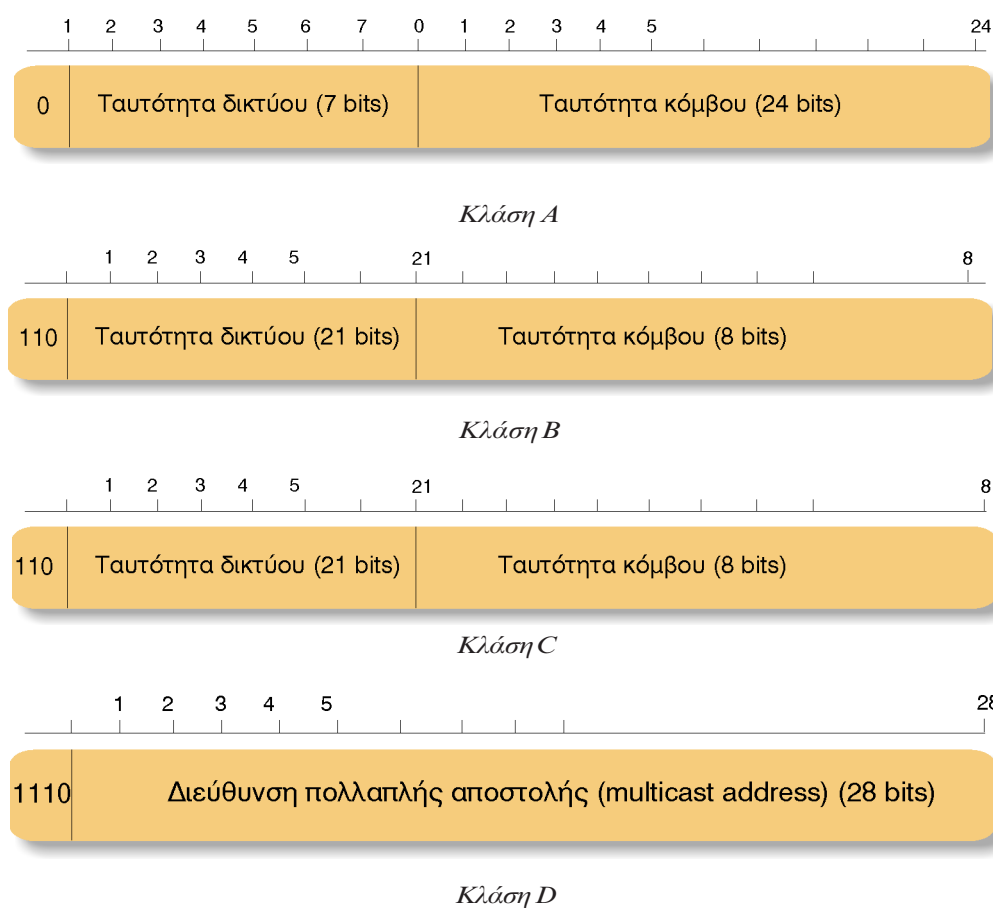 1 2 3 4 5 6 7 0 1 2 3 4 5 24
0 Ταυτότητα δικτύου (7 bits) Ταυτότητα κόμβου (24 bits)
Κλάση A
1 2 3 4 5 21 8
110 Ταυτότητα δικτύου (21 bits) Ταυτότητα κόμβου (8 bits)
Κλάση B
1 2 3 4 5 21 8
110 Ταυτότητα δικτύου (21 bits) Ταυτότητα κόμβου (8 bits)
Κλάση C
1 2 3 4 5 28
1110 Διεύθυνση πολλαπλής αποστολής (multicast address) (28 bits)
Κλάση D